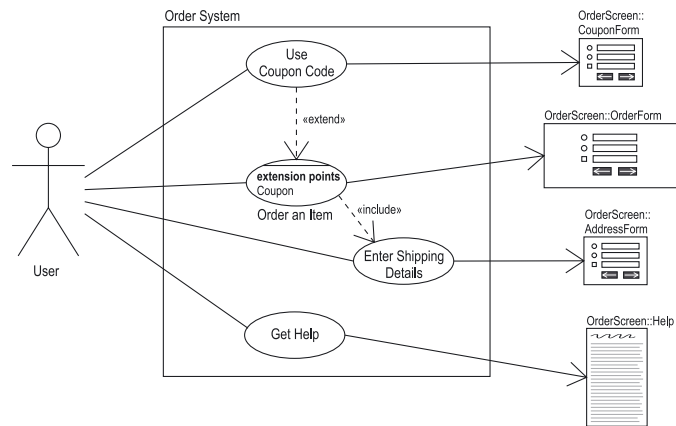 Order System
OrderScreen::
CouponForm
Use
Coupon Code
«extend»
OrderScreen::OrderForm
extension points
Coupon
Order an Item
«include»
OrderScreen::
AddressForm
User
Enter Shipping
Details
Get Help
OrderScreen::Help